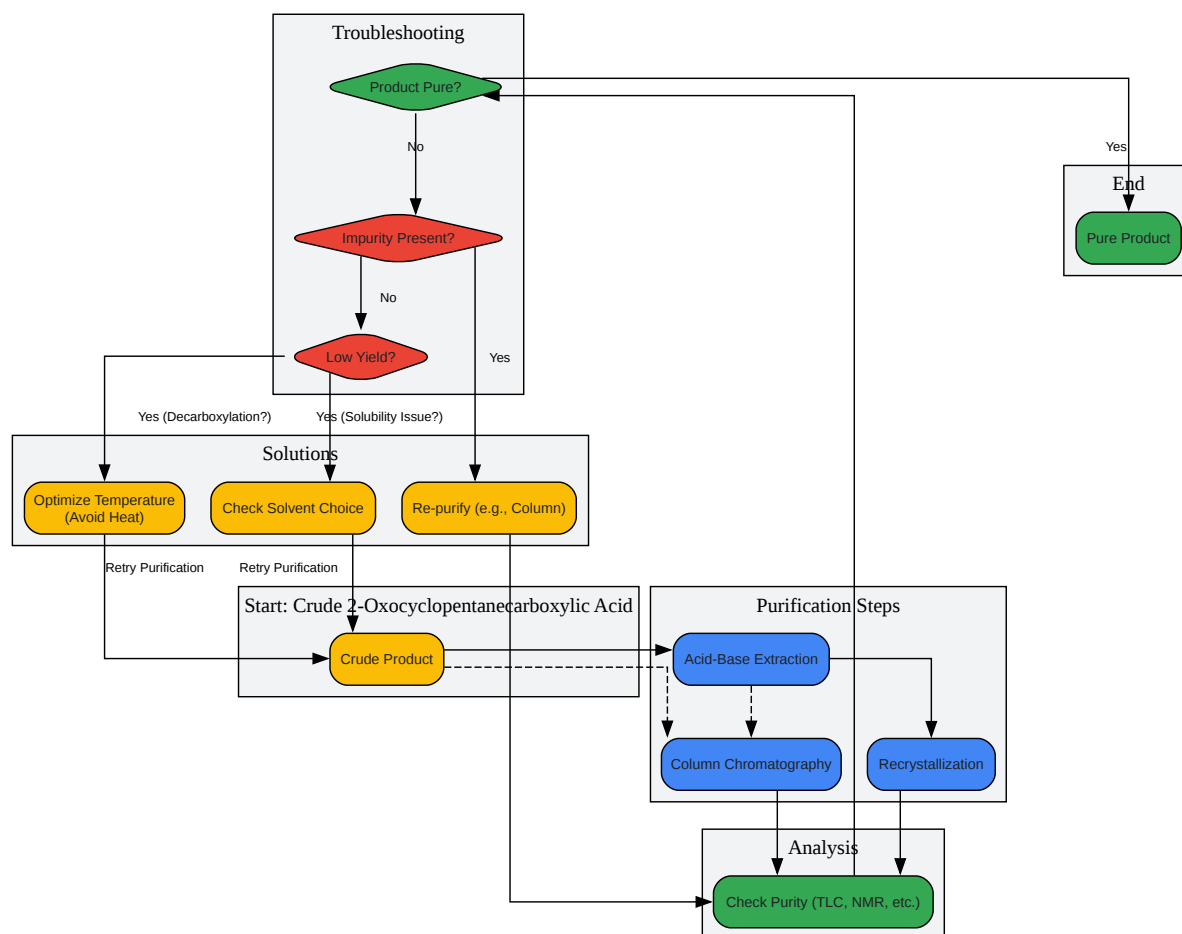 Troubleshooting
Product Pure?
No
Yes
End
Impurity Present?
Pure Product
No
Low Yield?
Yes
Yes (Decarboxylation?)
Yes (Solubility Issue?)
Solutions
Optimize Temperature
(Avoid Heat)
Check Solvent Choice
Re-purify (e.g., Column)
Retry Purification
Retry Purification
Start: Crude 2-Oxocyclopentanecarboxylic Acid
Purification Steps
Crude Product
Acid-Base Extraction
Column Chromatography
Recrystallization
Analysis
Check Purity (TLC, NMR, etc.)